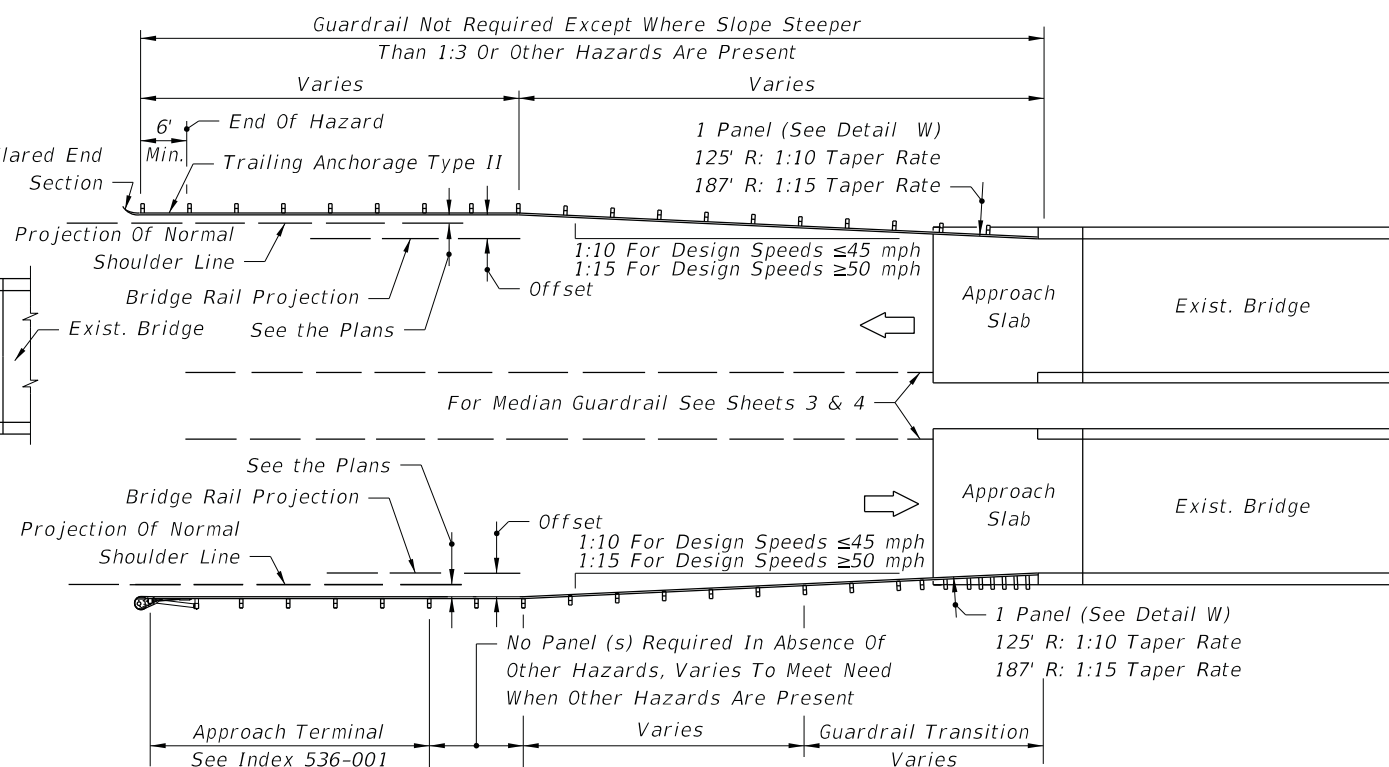 Guardrail Not Required Except Where Slope Steeper
Than 1:3 Or Other Hazards Are Present
Varies
Varies
6'
Min.
End Of Hazard
Trailing Anchorage Type II
lared End
Section
1 Panel (See Detail W)
125' R: 1:10 Taper Rate
187' R: 1:15 Taper Rate
Projection Of Normal
Shoulder Line
Bridge Rail Projection
See the Plans
Offset
1:10 For Design Speeds ≤45 mph
1:15 For Design Speeds ≥50 mph
Exist. Bridge
Approach
Slab
Exist. Bridge
For Median Guardrail See Sheets 3 & 4
See the Plans
Bridge Rail Projection
Projection Of Normal
Shoulder Line
Offset
1:10 For Design Speeds ≤45 mph
1:15 For Design Speeds ≥50 mph
Approach
Slab
Exist. Bridge
1 Panel (See Detail W)
125' R: 1:10 Taper Rate
187' R: 1:15 Taper Rate
No Panel (s) Required In Absence Of
Other Hazards, Varies To Meet Need
When Other Hazards Are Present
Approach Terminal
See Index 536-001
Varies
Guardrail Transition
Varies